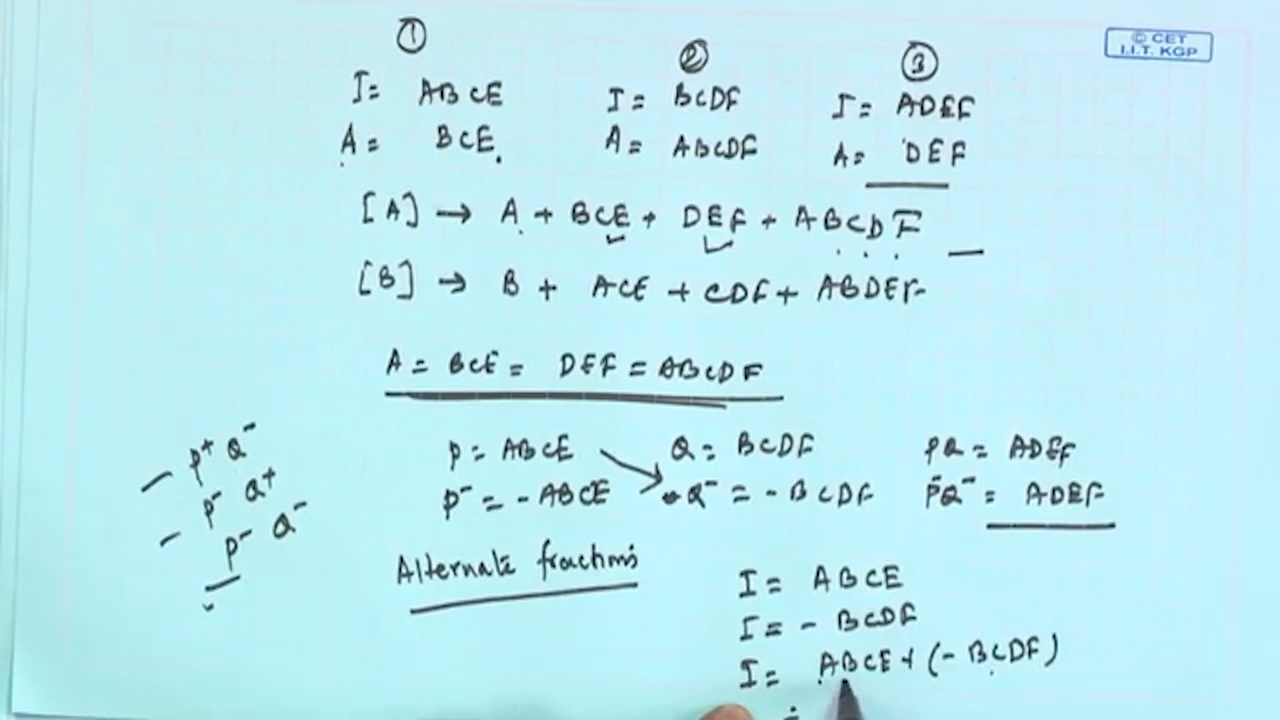 ① ② ③
© CET
I.I.T. KGP
I = ABCE I = BCDF I = ADEF
A = BCE A = ABCDF A = DEF
[A] → A + BCE + DEF + ABCDF
[B] → B + ACE + CDF + ABDEF
A = BCE = DEF = ABCDF
P = ABCE Q = BCDF PQ = ADEF
P⁻ = - ABCE Q⁻ = - BCDF P⁻Q⁻ = ADEF
P⁺ Q⁻
P⁻ Q⁺
P⁻ Q⁻
Alternate fractions
I = ABCE
I = - BCDF
I = ABCE + (- BCDF)